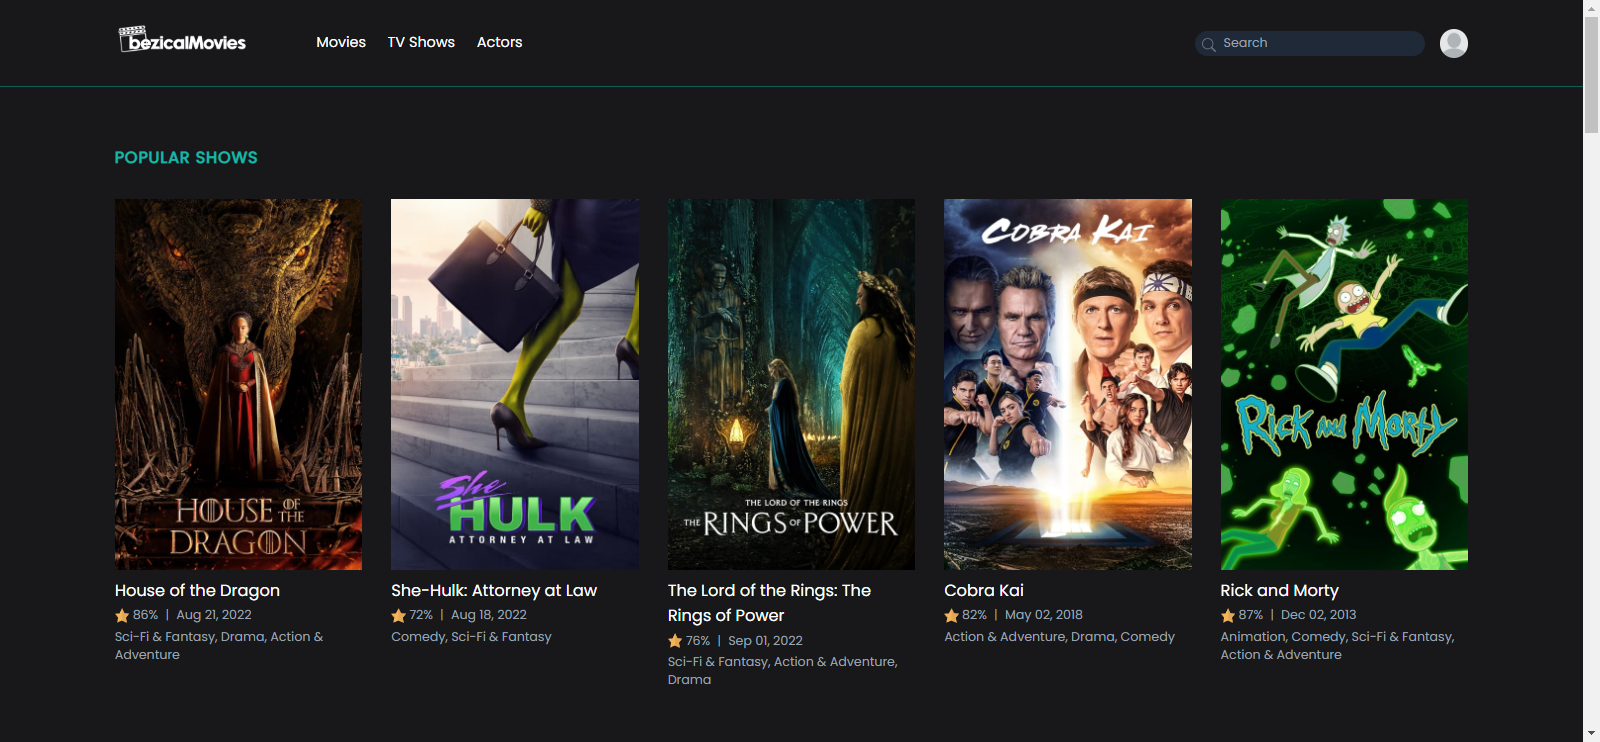 bezicalMovies
Movies TV Shows Actors
Search
POPULAR SHOWS
HOUSE OF THE
DRAGON
She
HULK
ATTORNEY AT LAW
THE LORD OF THE RINGS
THE RINGS OF POWER
COBRA KAI
Rick and Morty
House of the Dragon
86% | Aug 21, 2022
Sci-Fi & Fantasy, Drama, Action &
Adventure
She-Hulk: Attorney at Law
72% | Aug 18, 2022
Comedy, Sci-Fi & Fantasy
The Lord of the Rings: The
Rings of Power
76% | Sep 01, 2022
Sci-Fi & Fantasy, Action & Adventure,
Drama
Cobra Kai
82% | May 02, 2018
Action & Adventure, Drama, Comedy
Rick and Morty
87% | Dec 02, 2013
Animation, Comedy, Sci-Fi & Fantasy,
Action & Adventure